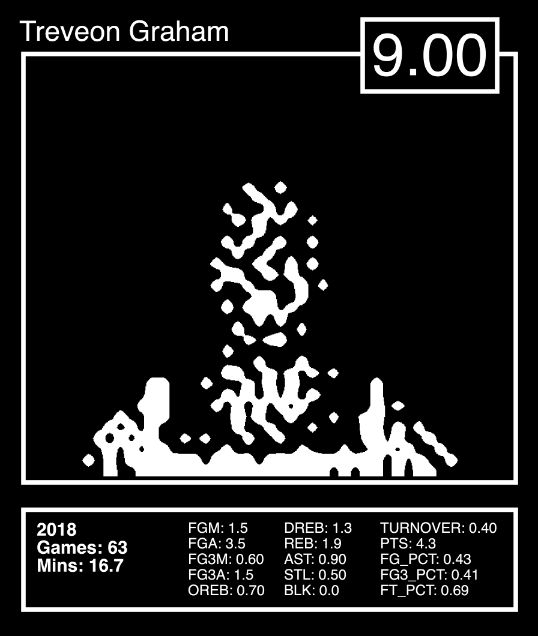 Treveon Graham
9.00
2018
Games: 63
Mins: 16.7
FGM: 1.5
FGA: 3.5
FG3M: 0.60
FG3A: 1.5
OREB: 0.70
DREB: 1.3
REB: 1.9
AST: 0.90
STL: 0.50
BLK: 0.0
TURNOVER: 0.40
PTS: 4.3
FG_PCT: 0.43
FG3_PCT: 0.41
FT_PCT: 0.69